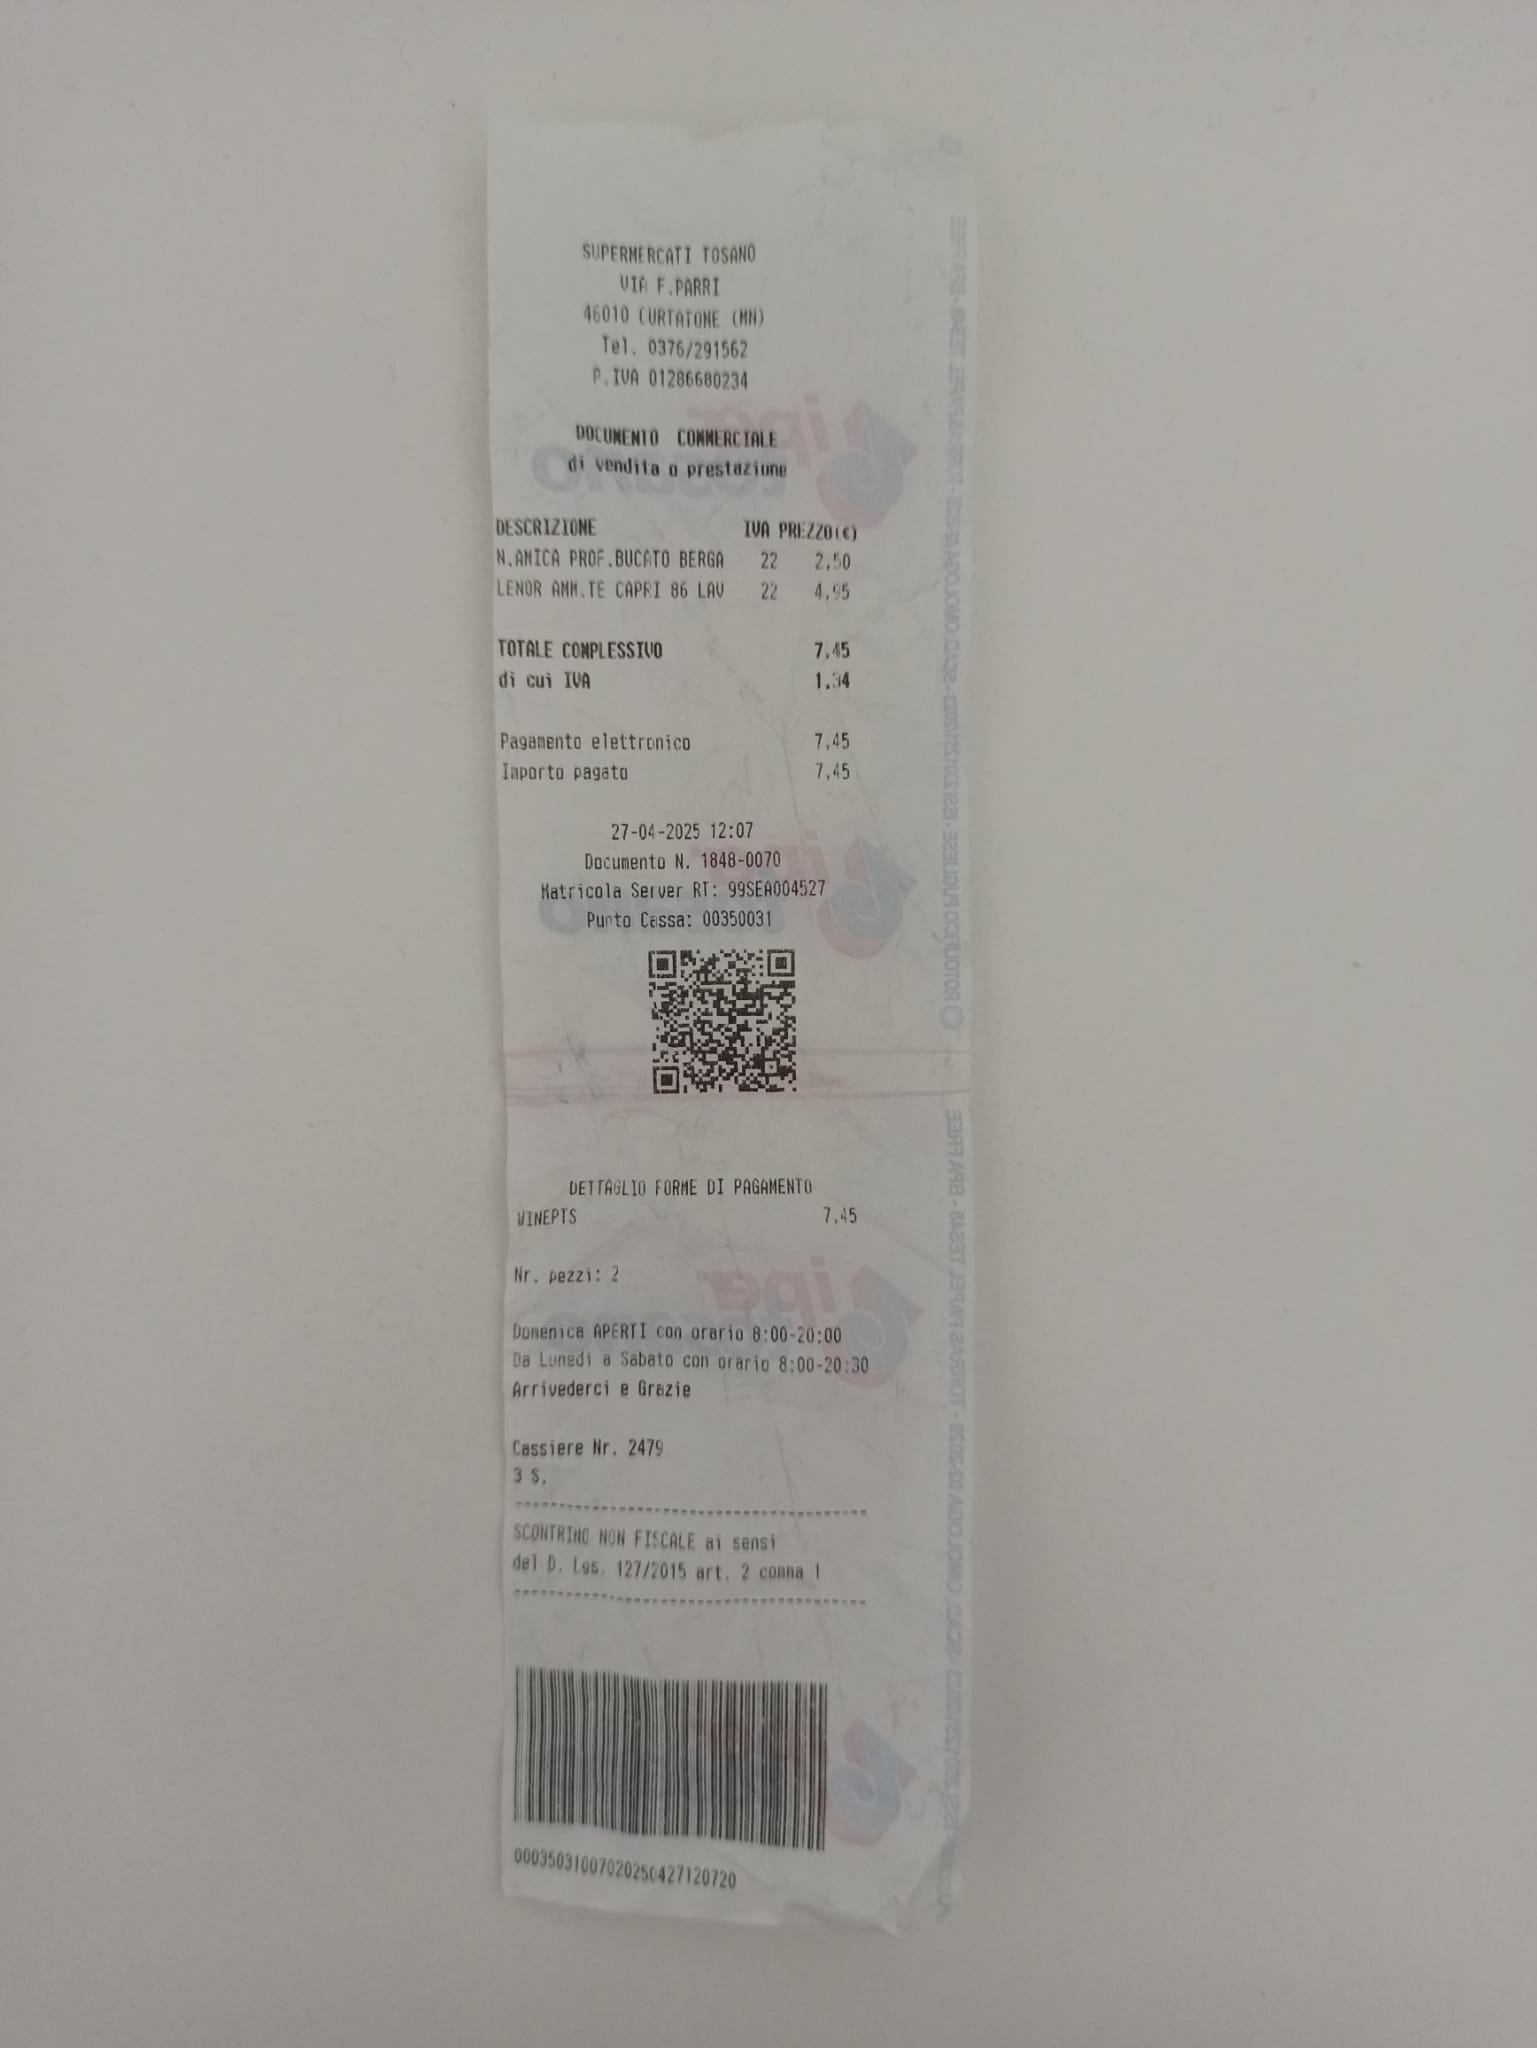 SUPERMERCATI TOSANO
VIA F.PARRI
46010 CURTATONE (MN)
Tel. 0376/291562
P.IVA 01286680234
DOCUMENTO COMMERCIALE
di vendita o prestazione
DESCRIZIONE IVA PREZZO(€)
N.AMICA PROF.BUCATO BERGA 22 2,50
LENOR AMM.TE CAPRI 86 LAV 22 4,95
TOTALE COMPLESSIVO 7,45
di cui IVA 1,34
Pagamento elettronico 7,45
Importo pagato 7,45
27-04-2025 12:07
Documento N. 1848-0070
Matricola Server RT: 99SEA004527
Punto Cassa: 00350031
DETTAGLIO FORME DI PAGAMENTO
WINEPTS 7,45
Nr. pezzi: 2
Domenica APERTI con orario 8:00-20:00
Da Lunedi a Sabato con orario 8:00-20:30
Arrivederci e Grazie
Cassiere Nr. 2479
3 S.
SCONTRINO NON FISCALE ai sensi
del D. Lgs. 127/2015 art. 2 comma 1
00035031007020250427120720